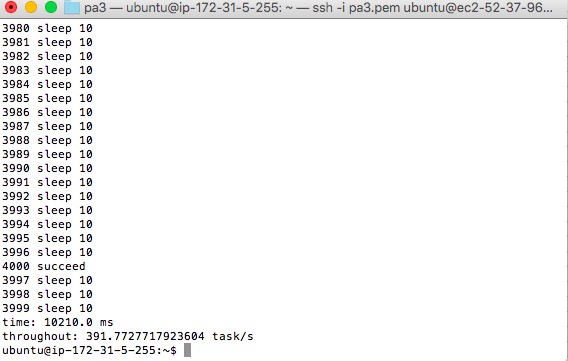 pa3 — ubuntu@ip-172-31-5-255: ~ — ssh -i pa3.pem ubuntu@ec2-52-37-96...
3980 sleep 10
3981 sleep 10
3982 sleep 10
3983 sleep 10
3984 sleep 10
3985 sleep 10
3986 sleep 10
3987 sleep 10
3988 sleep 10
3989 sleep 10
3990 sleep 10
3991 sleep 10
3992 sleep 10
3993 sleep 10
3994 sleep 10
3995 sleep 10
3996 sleep 10
4000 succeed
3997 sleep 10
3998 sleep 10
3999 sleep 10
time: 10210.0 ms
throughout: 391.7727717923604 task/s
ubuntu@ip-172-31-5-255:~$